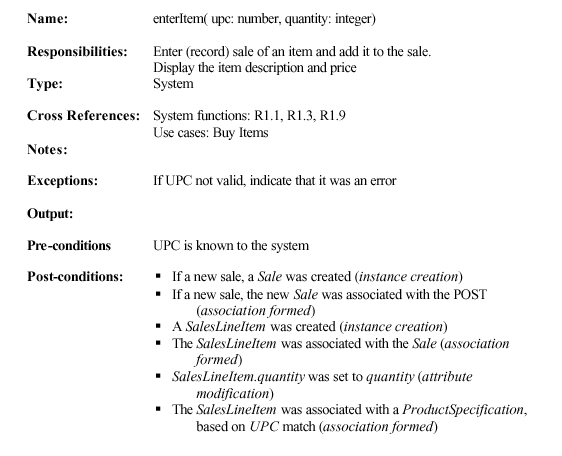 Name: enterItem( upc: number, quantity: integer)
Responsibilities: Enter (record) sale of an item and add it to the sale.
Display the item description and price
Type: System
Cross References: System functions: R1.1, R1.3, R1.9
Use cases: Buy Items
Notes:
Exceptions: If UPC not valid, indicate that it was an error
Output:
Pre-conditions UPC is known to the system
Post-conditions: ▪ If a new sale, a Sale was created (instance creation)
▪ If a new sale, the new Sale was associated with the POST
(association formed)
▪ A SalesLineItem was created (instance creation)
▪ The SalesLineItem was associated with the Sale (association
formed)
▪ SalesLineItem.quantity was set to quantity (attribute
modification)
▪ The SalesLineItem was associated with a ProductSpecification,
based on UPC match (association formed)